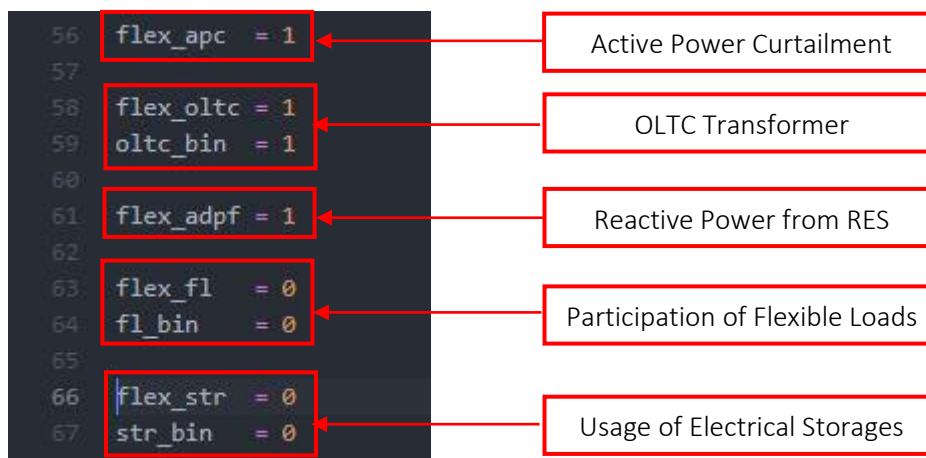 56 flex_apc = 1 Active Power Curtailment
57
58 flex_oltc = 1
59 oltc_bin = 1 OLTC Transformer
60
61 flex_adpf = 1 Reactive Power from RES
62
63 flex_fl = 0
64 fl_bin = 0 Participation of Flexible Loads
65
66 flex_str = 0
67 str_bin = 0 Usage of Electrical Storages